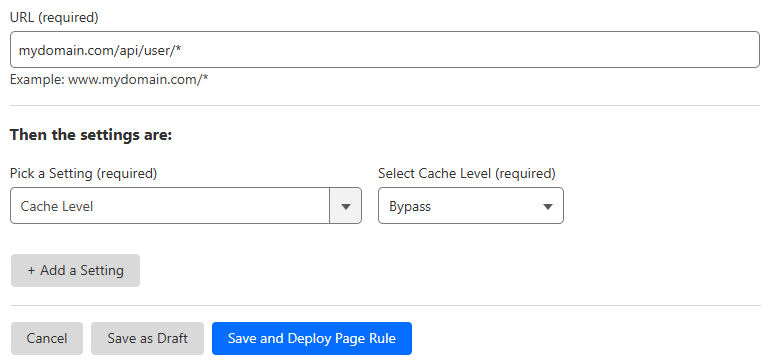 URL (required)
mydomain.com/api/user/*
Example: www.mydomain.com/*
Then the settings are:
Pick a Setting (required) Select Cache Level (required)
Cache Level Bypass
+ Add a Setting
Cancel Save as Draft Save and Deploy Page Rule